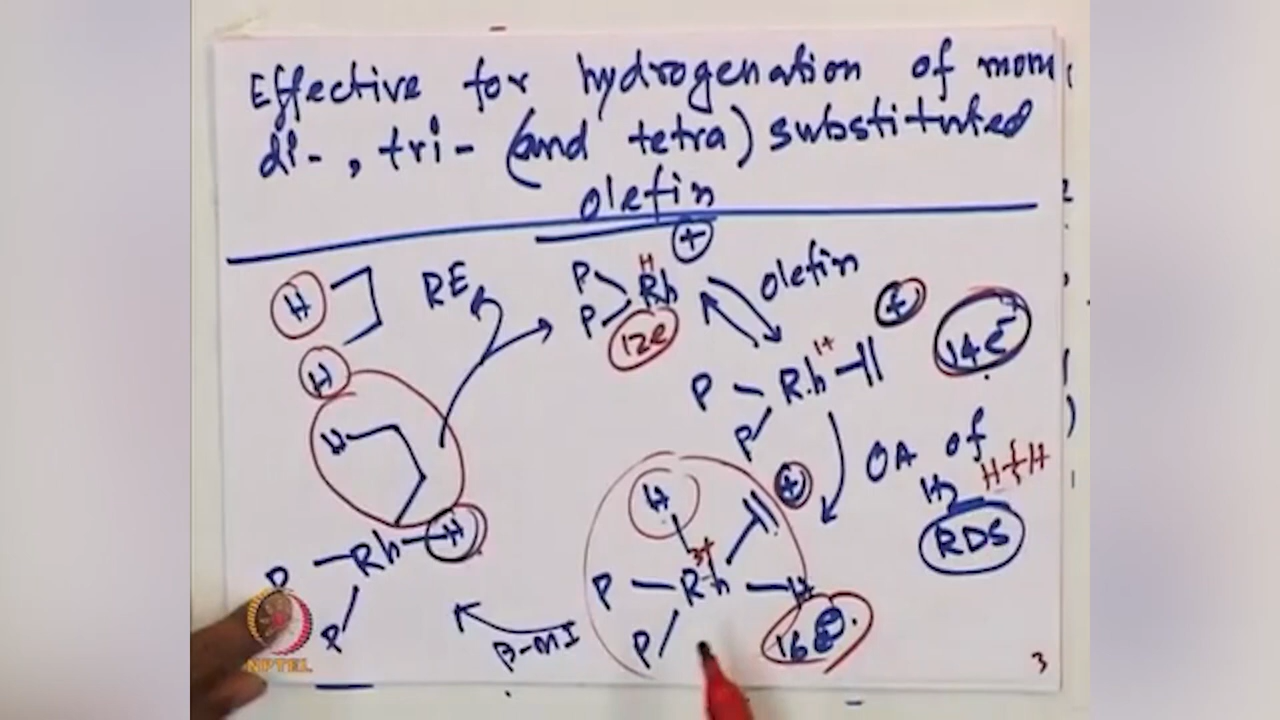 Effective for hydrogenation of mono
di-, tri- (and tetra) substituted
olefin
H
RE
P
P
Rh
H
+
12e
olefin
H
P
Rh
1+
P
+
14e-
OA of
H2
H H
RDS
H
H
P
Rh
3+
P
H
+
16e-
β-MI
P
Rh
H
P
NPTEL
3